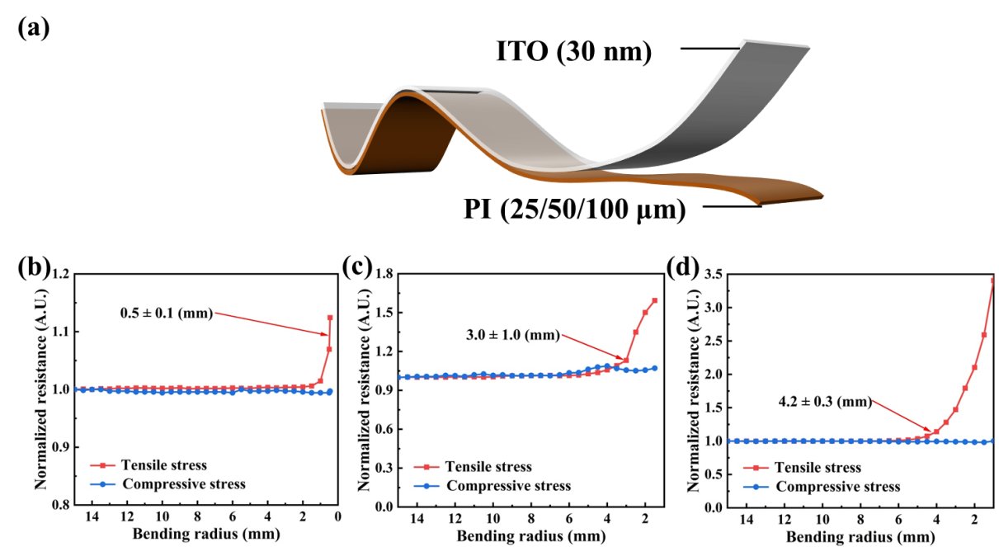 (a)
ITO (30 nm)
PI (25/50/100 μm)
(b)
Normalized resistance (A.U.)
1.2
1.1
1.0
0.9
0.8
0.5 ± 0.1 (mm)
Tensile stress
Compressive stress
14 12 10 8 6 4 2 0
Bending radius (mm)
(c)
Normalized resistance (A.U.)
1.8
1.5
1.2
0.9
0.6
0.3
0.0
3.0 ± 1.0 (mm)
Tensile stress
Compressive stress
14 12 10 8 6 4 2
Bending radius (mm)
(d)
Normalized resistance (A.U.)
3.5
3.0
2.5
2.0
1.5
1.0
0.5
0.0
4.2 ± 0.3 (mm)
Tensile stress
Compressive stress
14 12 10 8 6 4 2
Bending radius (mm)